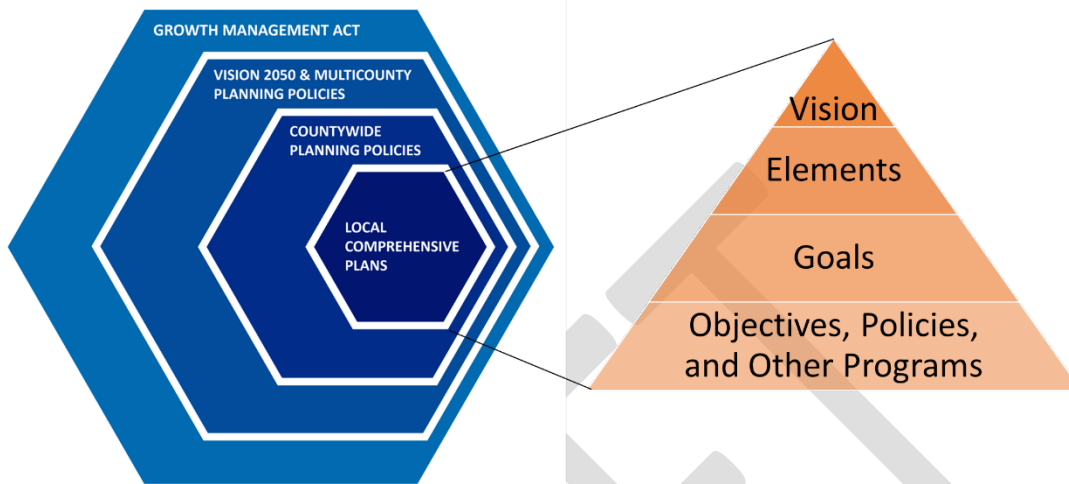 GROWTH MANAGEMENT ACT
VISION 2050 & MULTICOUNTY
PLANNING POLICIES
COUNTYWIDE
PLANNING POLICIES
LOCAL
COMPREHENSIVE
PLANS
Vision
Elements
Goals
Objectives, Policies,
and Other Programs